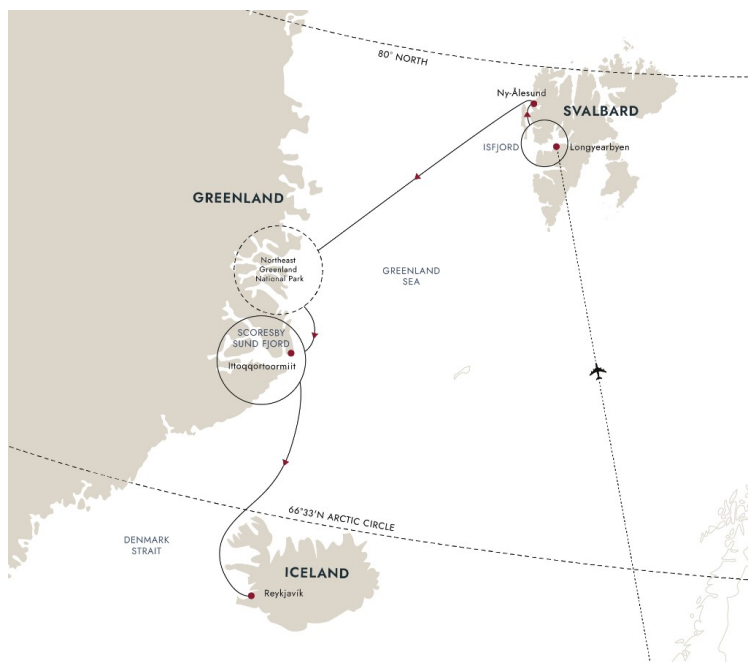 80° NORTH
Ny-Ålesund
SVALBARD
ISFJORD
Longyearbyen
GREENLAND
Northeast
Greenland
National Park
GREENLAND
SEA
SCORESBY
SUND FJORD
Ittoqqortoormiit
66°33'N ARCTIC CIRCLE
DENMARK
STRAIT
ICELAND
Reykjavík